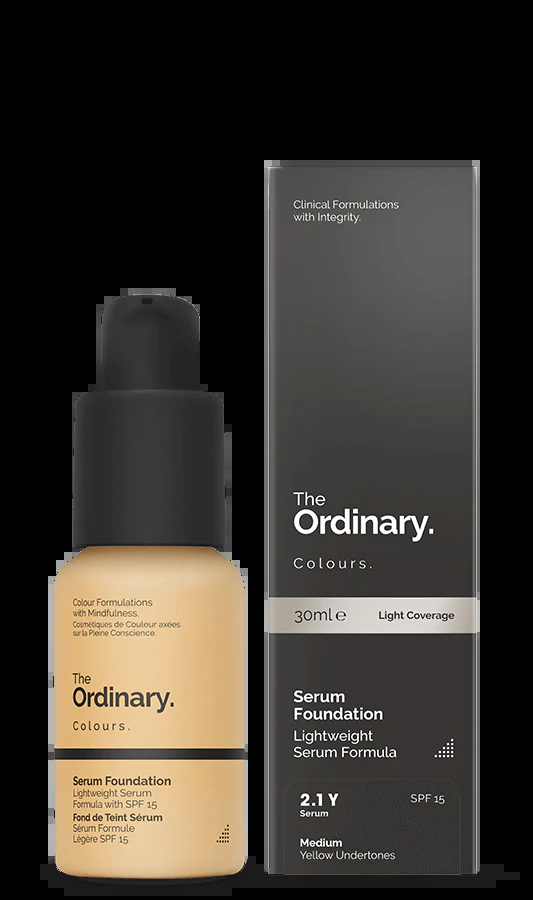 Clinical Formulations
with Integrity.
The
Ordinary.
Colours.
30ml e Light Coverage
Serum
Foundation
Lightweight
Serum Formula
2.1 Y SPF 15
Serum
Medium
Yellow Undertones
Colour Formulations
with Mindfulness.
Cosmétiques de Couleur axées
sur la Pleine Conscience.
The
Ordinary.
Colours.
Serum Foundation
Lightweight Serum
Formula with SPF 15
Fond de Teint Sérum
Sérum Formule
Légère SPF 15